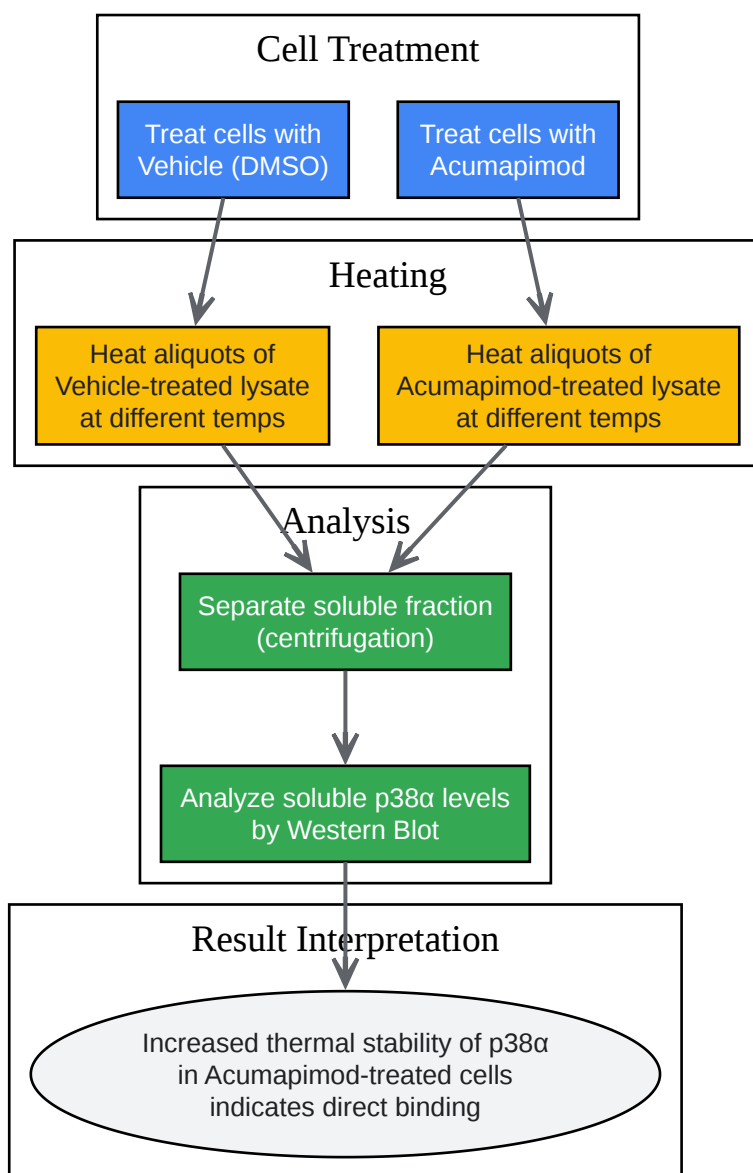 Cell Treatment
Treat cells with
Vehicle (DMSO)
Treat cells with
Acumapimod
Heating
Heat aliquots of
Vehicle-treated lysate
at different temps
Heat aliquots of
Acumapimod-treated lysate
at different temps
Analysis
Separate soluble fraction
(centrifugation)
Analyze soluble p38α levels
by Western Blot
Result Interpretation
Increased thermal stability of p38α
in Acumapimod-treated cells
indicates direct binding